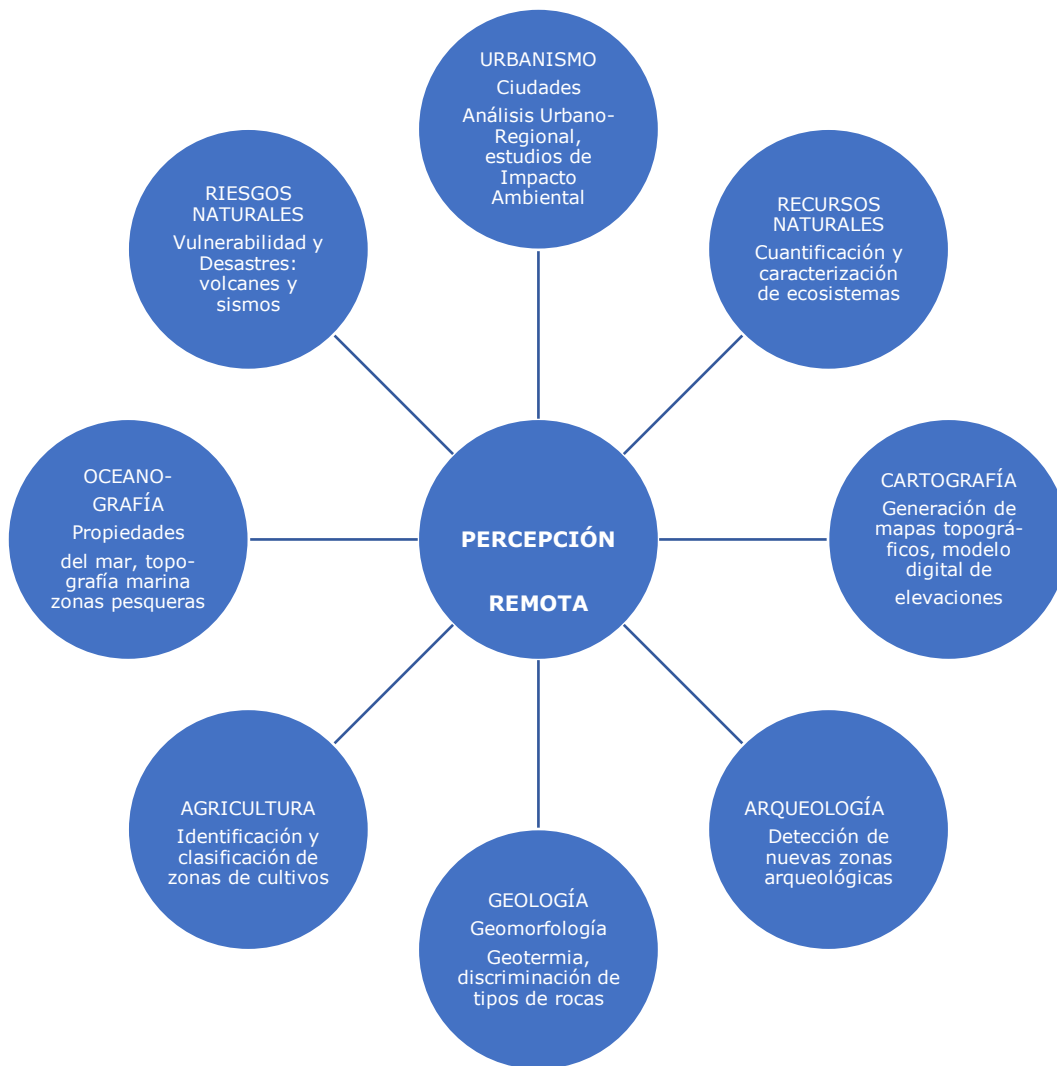 URBANISMO
Ciudades
Análisis Urbano-
Regional,
estudios de
Impacto
Ambiental
RIESGOS
NATURALES
Vulnerabilidad y
Desastres:
volcanes y
sismos
RECURSOS
NATURALES
Cuantificación y
caracterización
de ecosistemas
OCEANO-
GRAFÍA
Propiedades
del mar, topo-
grafía marina
zonas pesqueras
PERCEPCIÓN
REMOTA
CARTOGRAFÍA
Generación de
mapas topográ-
ficos, modelo
digital de
elevaciones
AGRICULTURA
Identificación y
clasificación de
zonas de cultivos
ARQUEOLOGÍA
Detección de
nuevas zonas
arqueológicas
GEOLOGÍA
Geomorfología
Geotermia,
discriminación de
tipos de rocas